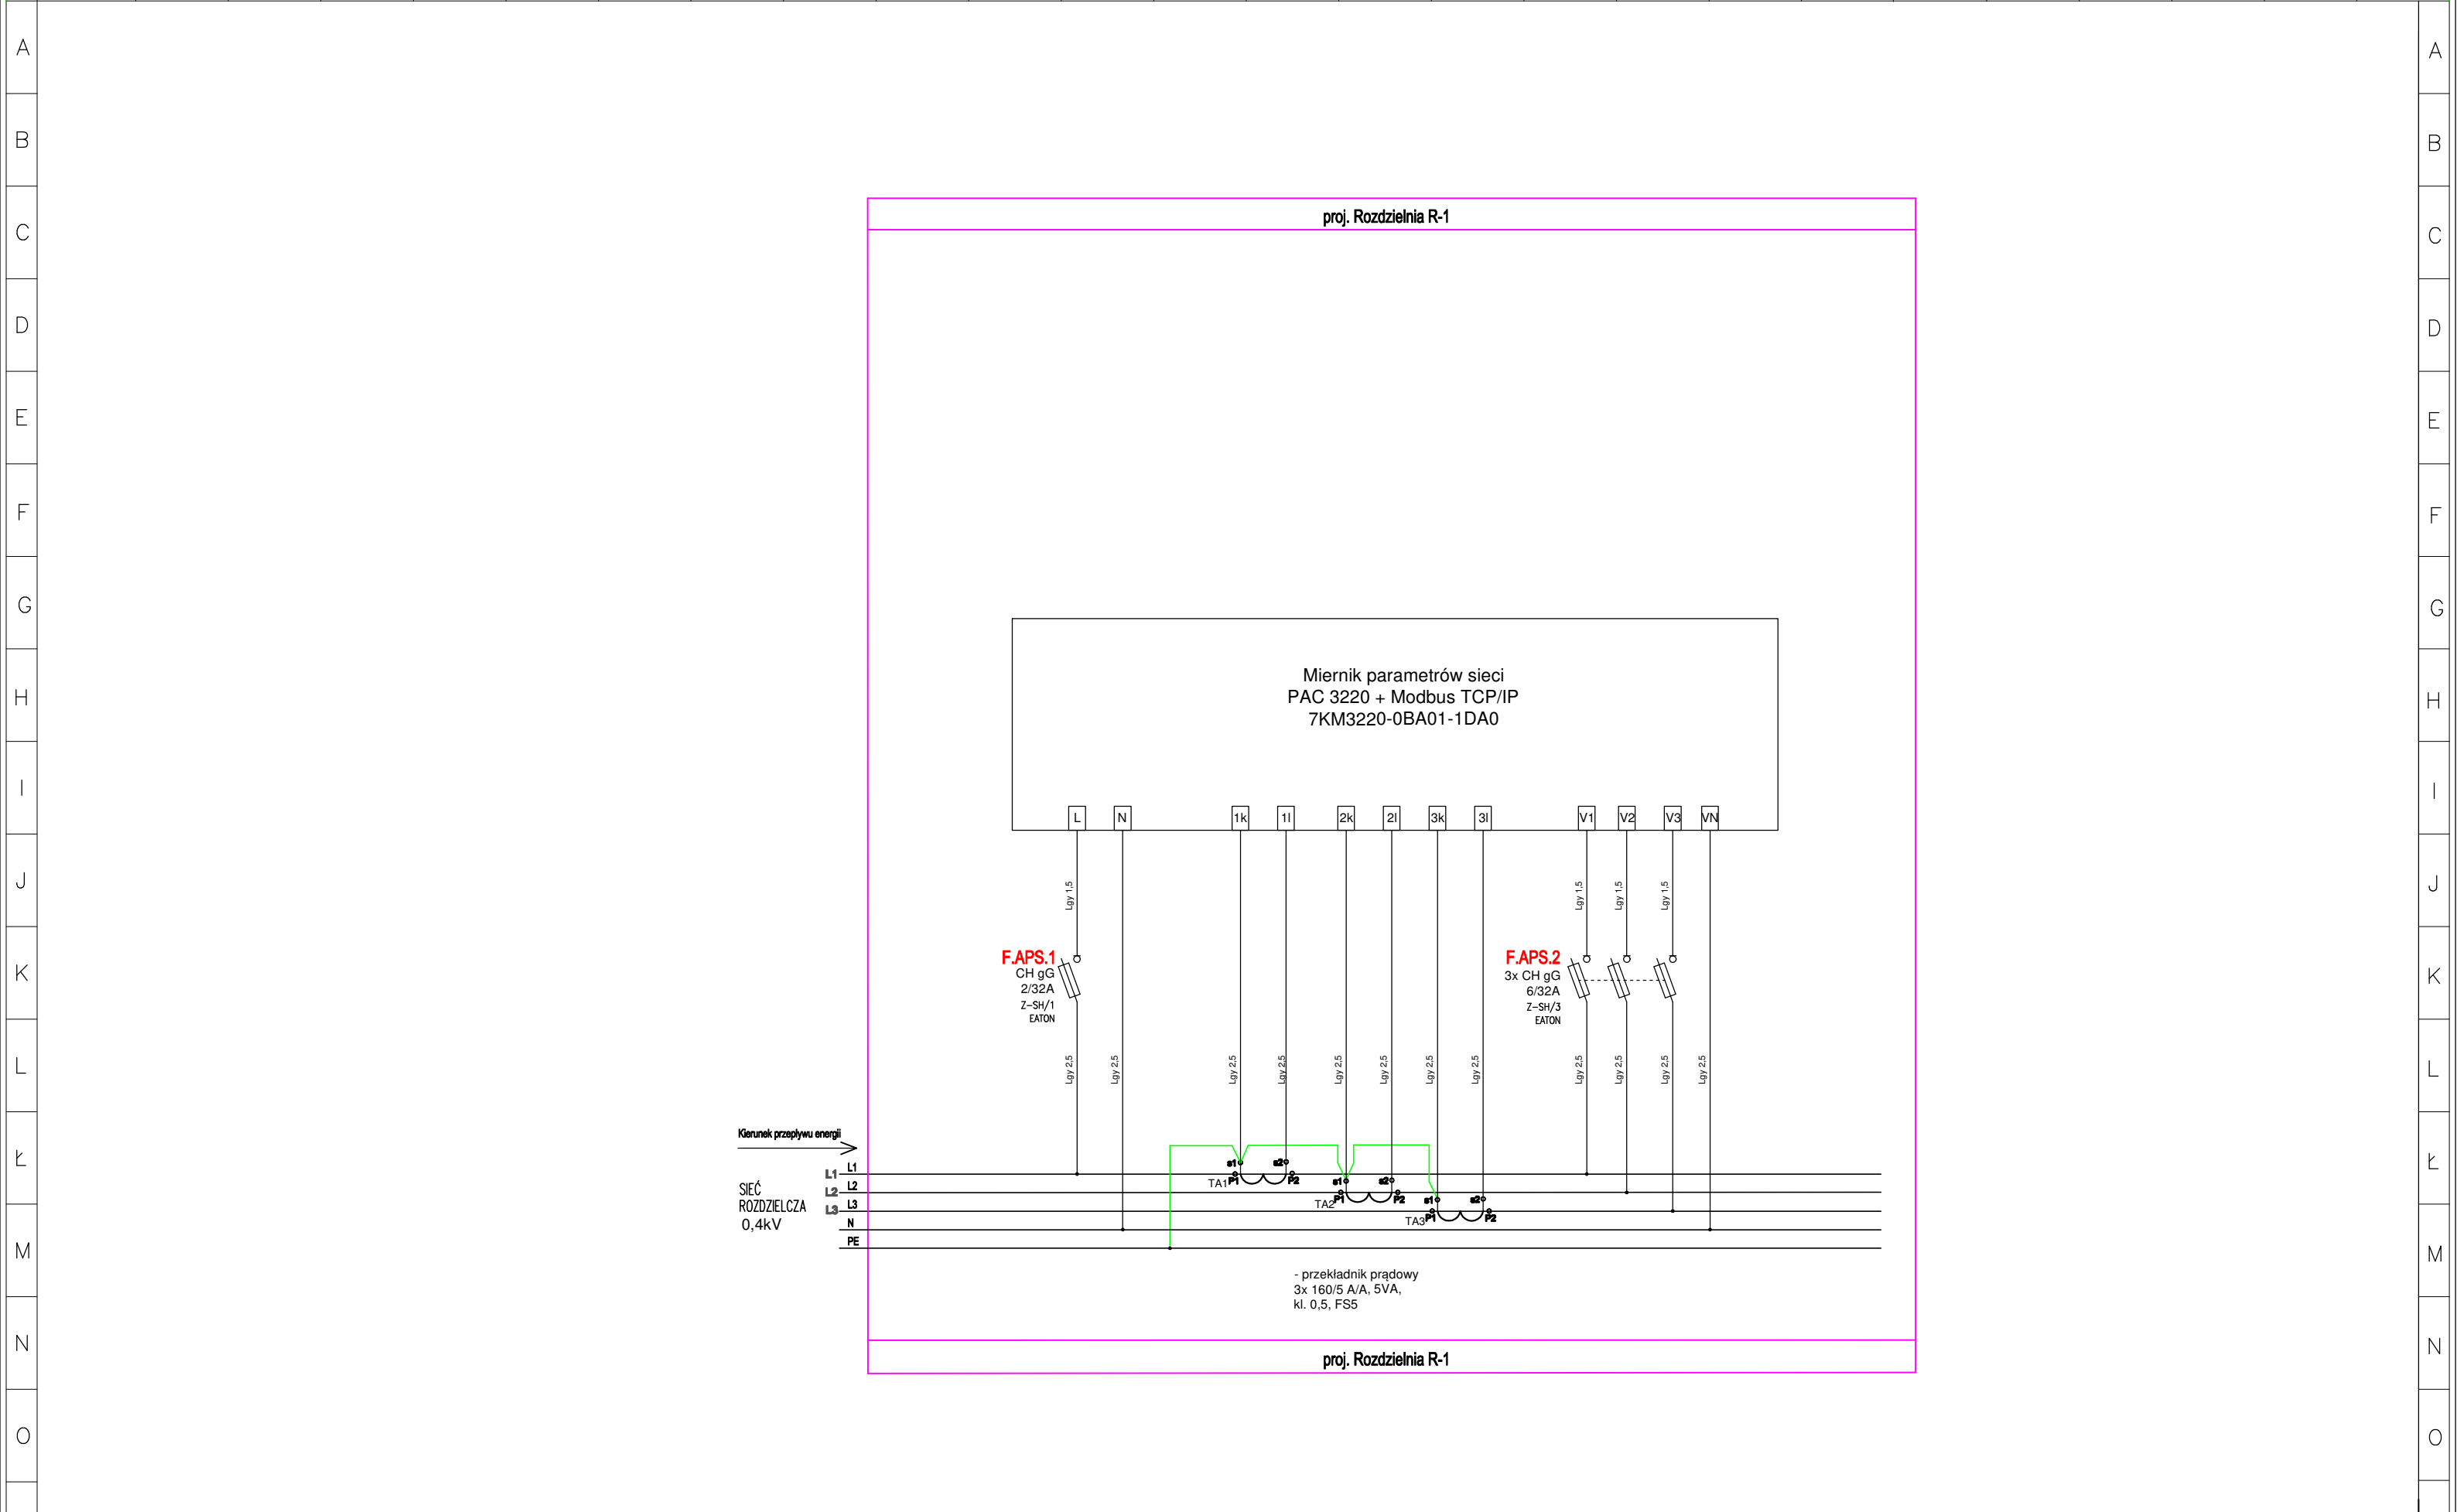 A A
B B
C C
D D
E E
F F
G G
H H
I I
J J
K K
L L
Ł Ł
M M
N N
O O
proj. Rozdzielnia R-1
Miernik parametrów sieci
PAC 3220 + Modbus TCP/IP
7KM3220-0BA01-1DA0
L N 1k 1l 2k 2l 3k 3l V1 V2 V3 VN
Lgy 1,5 Lgy 1,5 Lgy 1,5 Lgy 1,5
F.APS.1
CH gG
2/32A
Z-SH/1
EATON
F.APS.2
3x CH gG
6/32A
Z-SH/3
EATON
Lgy 2,5 Lgy 2,5 Lgy 2,5 Lgy 2,5 Lgy 2,5 Lgy 2,5 Lgy 2,5 Lgy 2,5 Lgy 2,5 Lgy 2,5 Lgy 2,5 Lgy 2,5
Kierunek przepływu energii
SIEĆ
ROZDZIELCZA
0,4kV
L1 L1
L2 L2
L3 L3
N
PE
s1 s2
TA1 P1 P2
s1 s2
TA2 P1 P2
s1 s2
TA3 P1 P2
- przekładnik prądowy
3x 160/5 A/A, 5VA,
kl. 0,5, FS5
proj. Rozdzielnia R-1